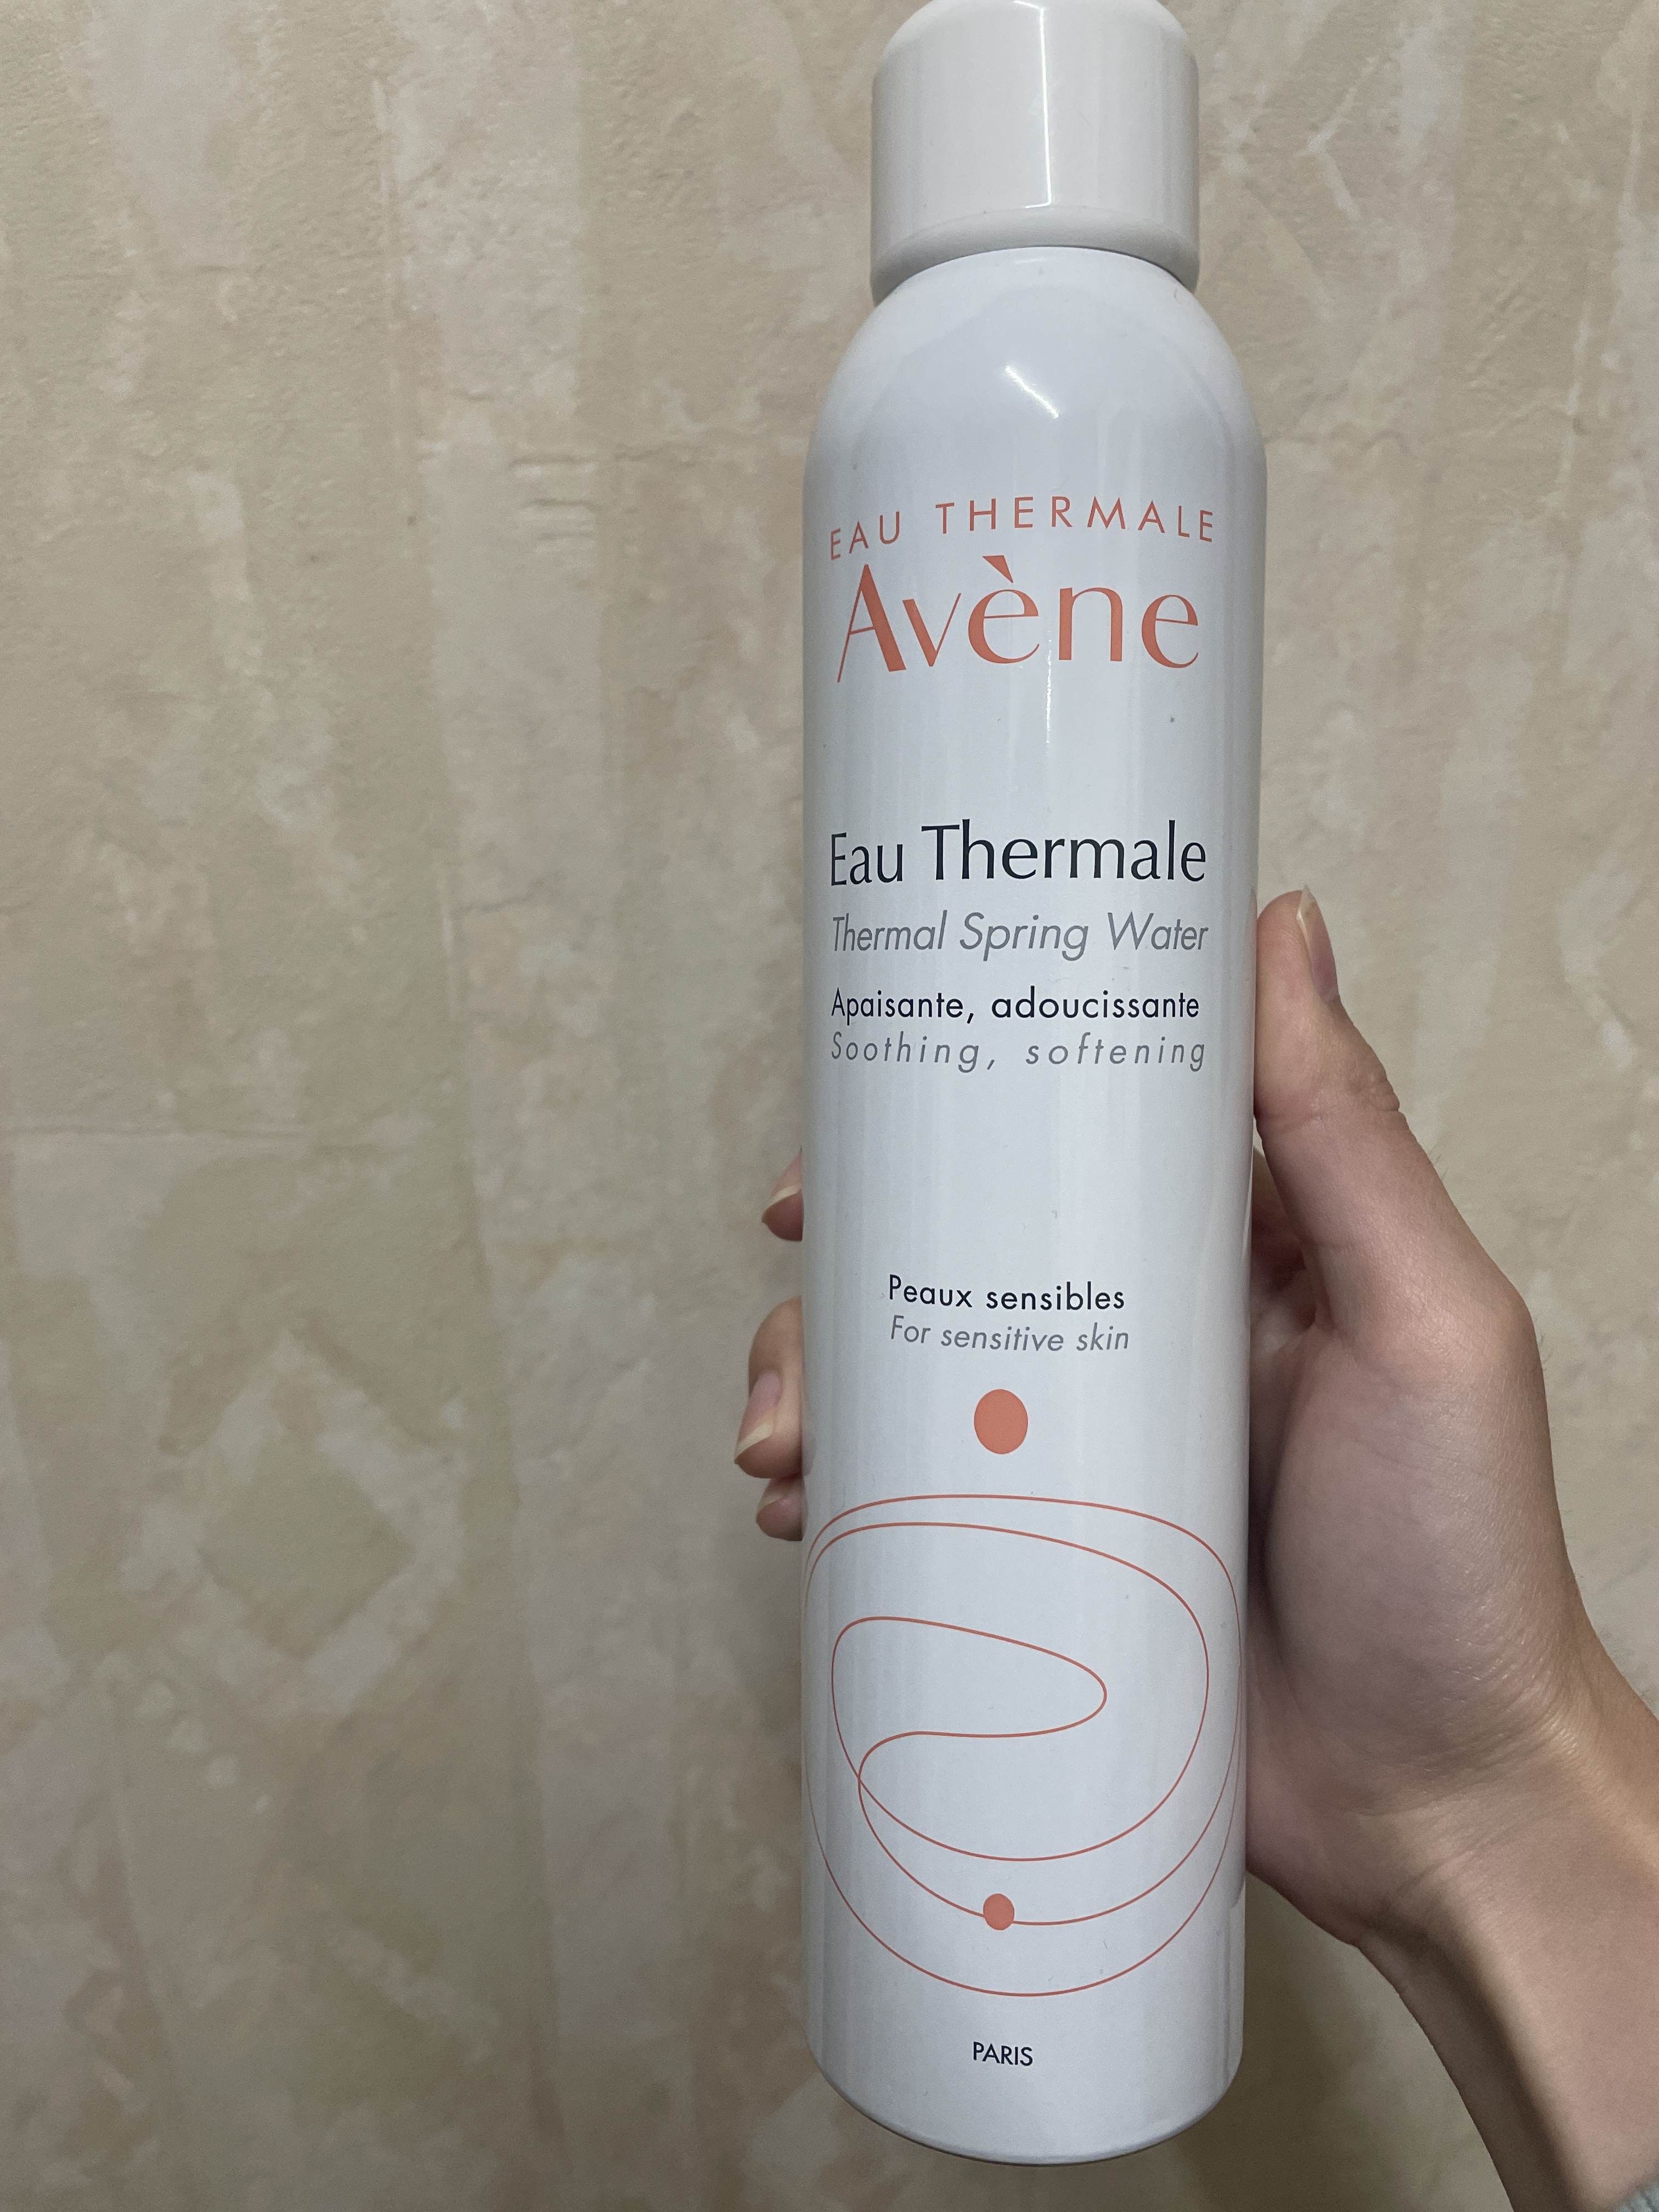 EAU THERMALE
Avène
Eau Thermale
Thermal Spring Water
Apaisante, adoucissante
Soothing, softening
Peaux sensibles
For sensitive skin
PARIS